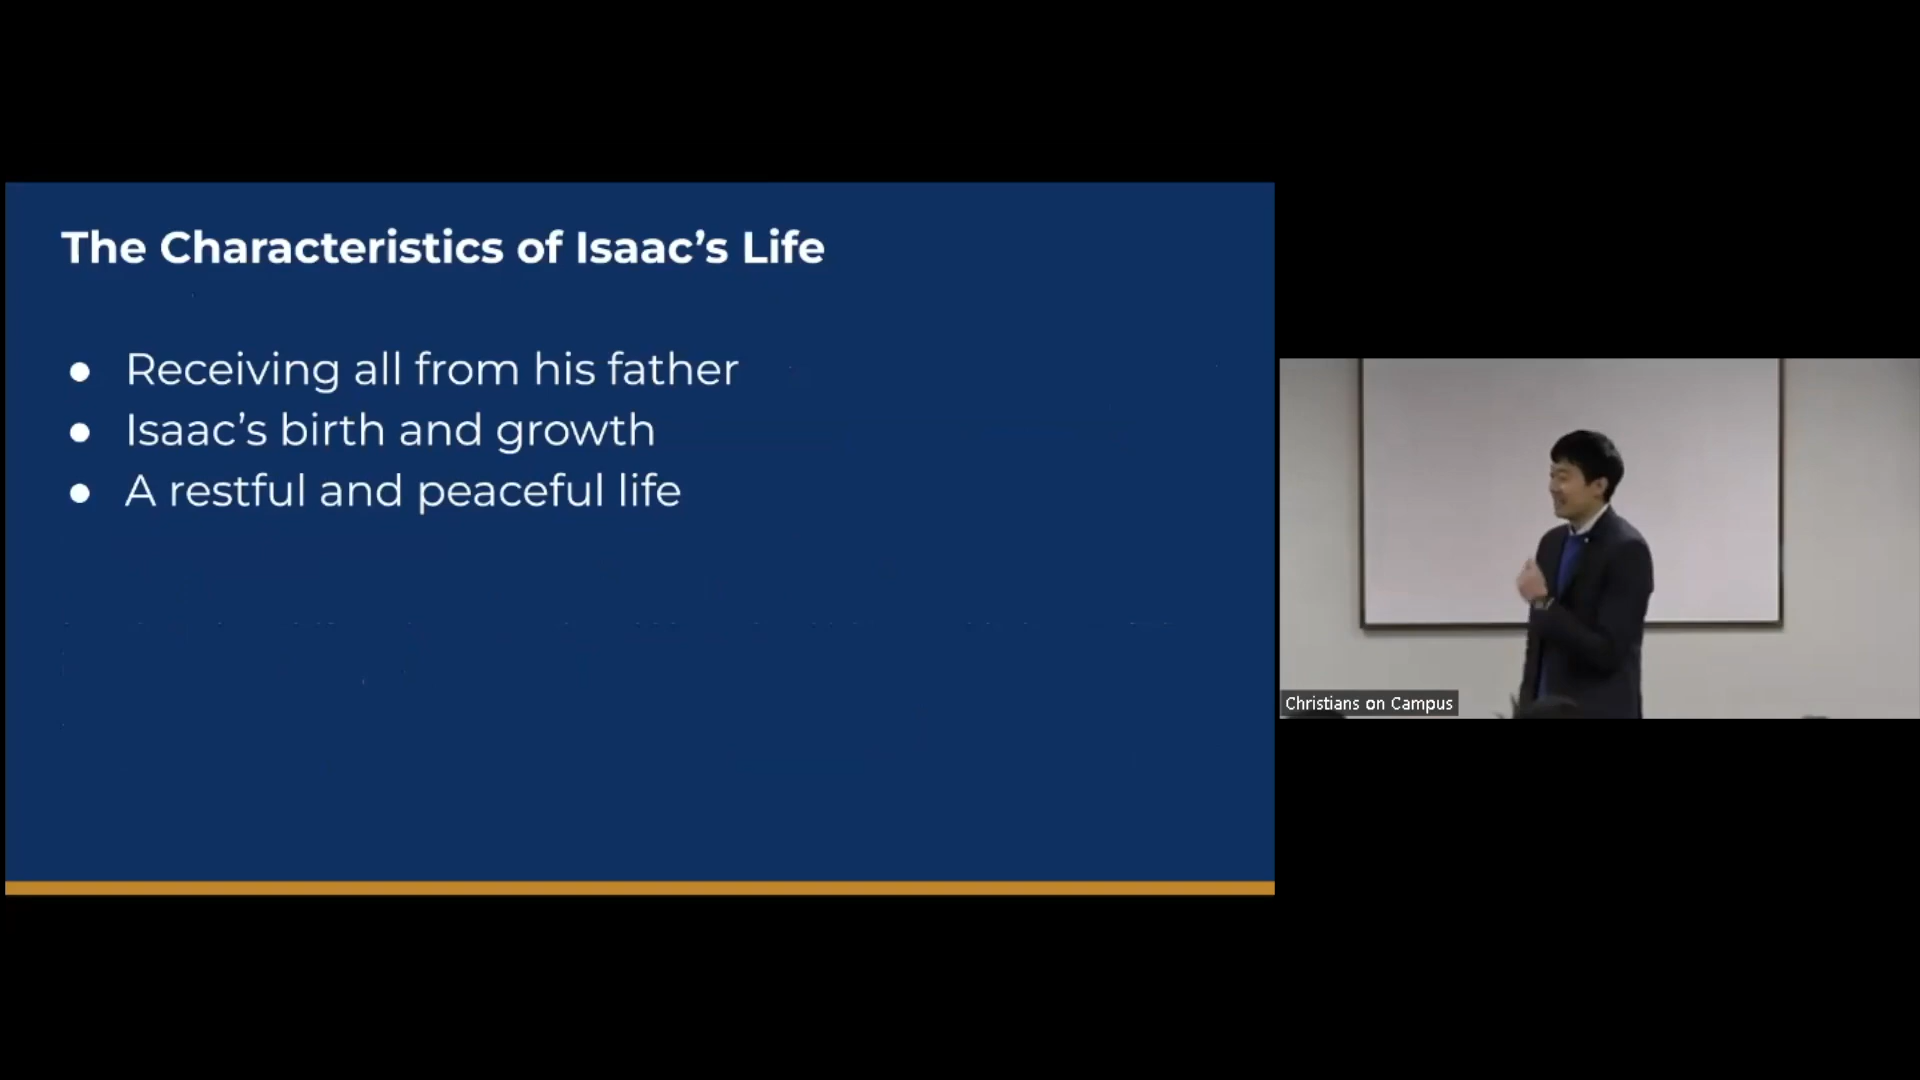 The Characteristics of Isaac’s Life
● Receiving all from his father
● Isaac’s birth and growth
● A restful and peaceful life
Christians on Campus